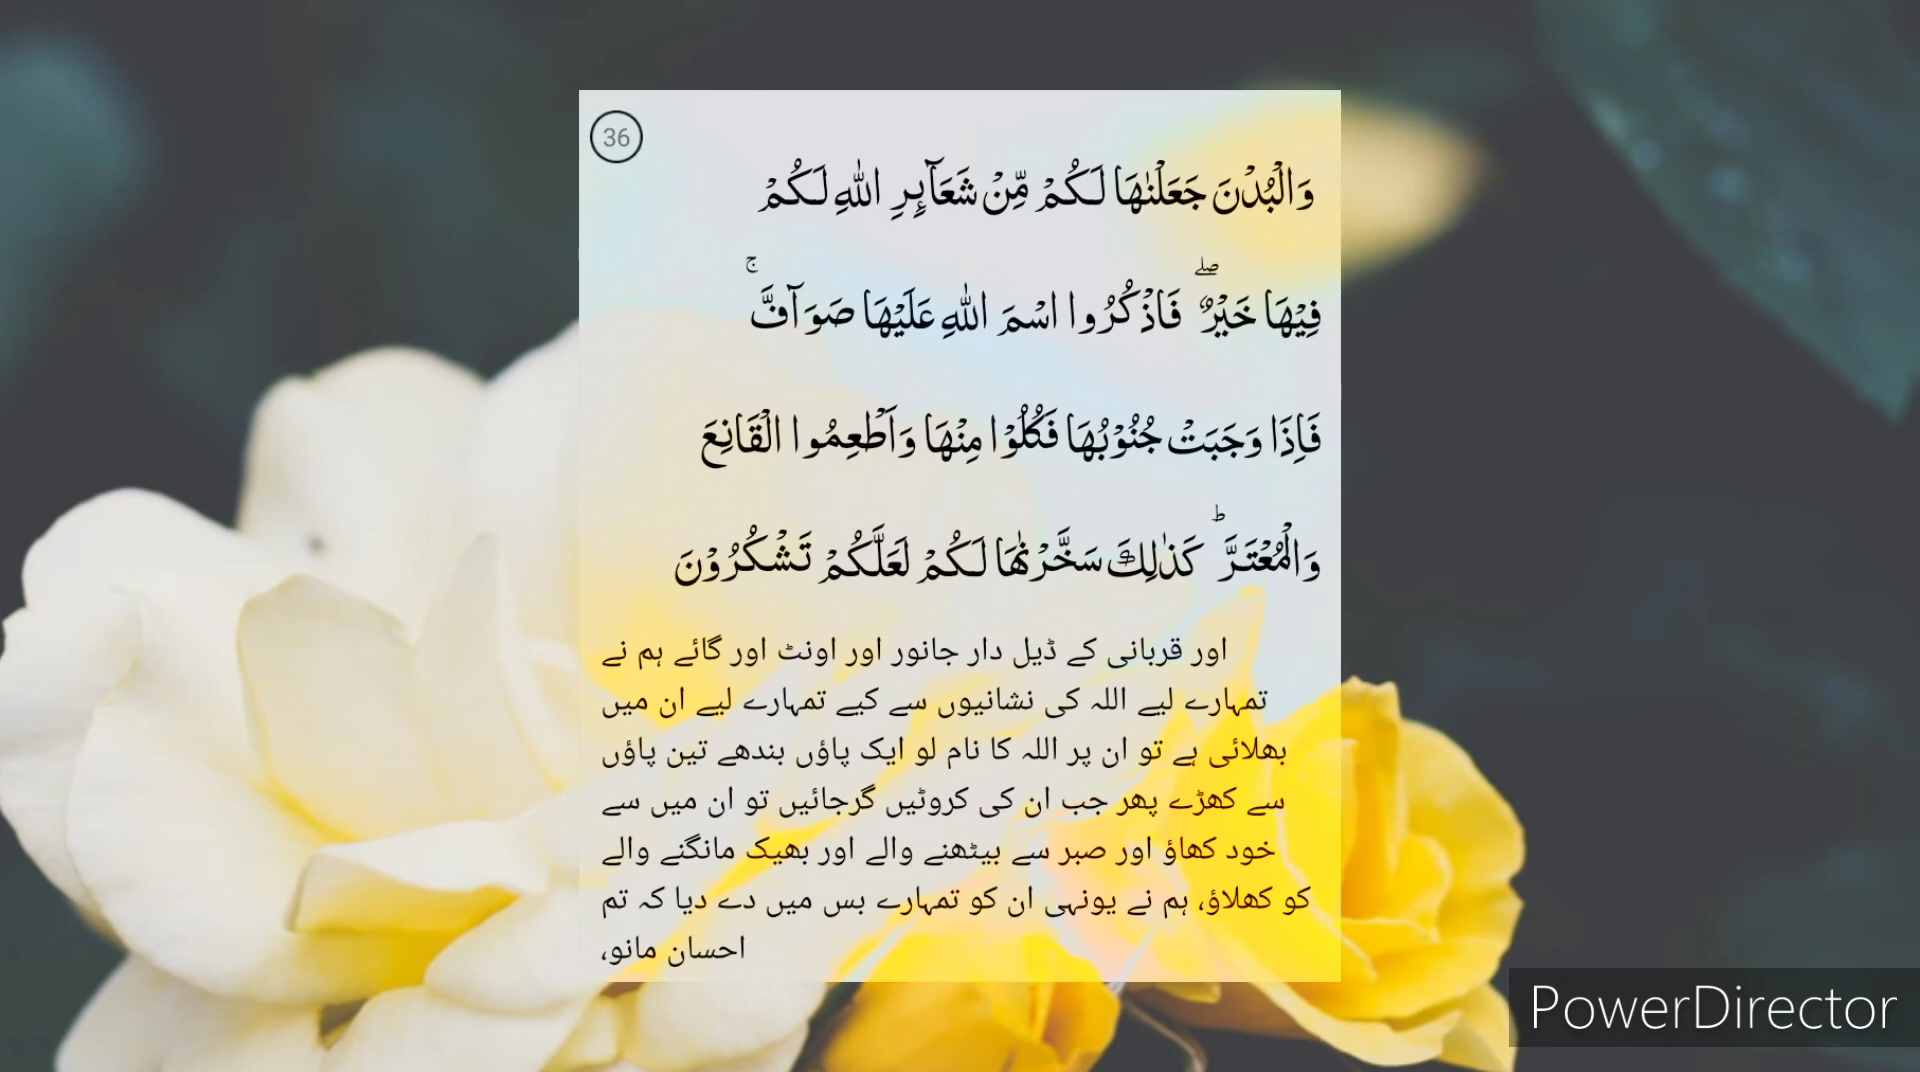 36
وَالْبُدْنَ جَعَلْنٰهَا لَـكُمْ مِّنْ شَعَآئِرِ اللّٰهِ لَـكُمْ
فِيْهَا خَيْرٌ ۖ فَاذْكُرُوا اسْمَ اللّٰهِ عَلَيْهَا صَوَآفَّ ۚ
فَاِذَا وَجَبَتْ جُنُوْبُهَا فَكُلُوْا مِنْهَا وَاَطْعِمُوا الْقَانِعَ
وَالْمُعْتَـرَّ ؕ كَذٰلِكَ سَخَّرْنٰهَا لَـكُمْ لَعَلَّكُمْ تَشْكُرُوْنَ
اور قربانی کے ڈیل دار جانور اور اونٹ اور گائے ہم نے
تمہارے لیے اللہ کی نشانیوں سے کیے تمہارے لیے ان میں
بھلائی ہے تو ان پر اللہ کا نام لو ایک پاؤں بندھے تین پاؤں
سے کھڑے پھر جب ان کی کروٹیں گرجائیں تو ان میں سے
خود کھاؤ اور صبر سے بیٹھنے والے اور بھیک مانگنے والے
کو کھلاؤ، ہم نے یونہی ان کو تمہارے بس میں دے دیا کہ تم
احسان مانو،
PowerDirector